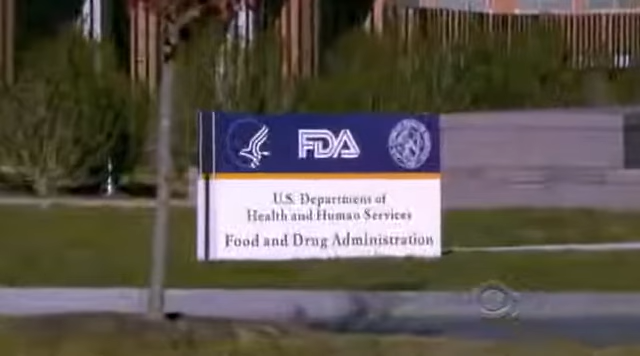 FDA
U.S. Department of
Health and Human Services
Food and Drug Administration